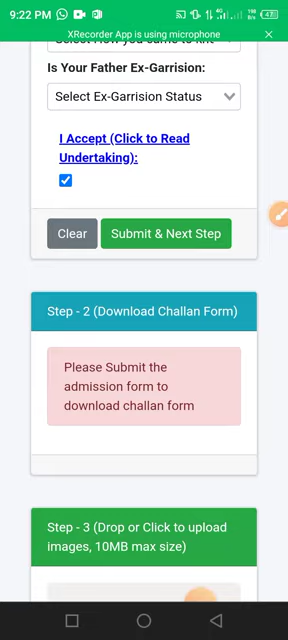 9:22 PM
XRecorder App is using microphone
Is Your Father Ex-Garrision:
Select Ex-Garrision Status
I Accept (Click to Read
Undertaking):
Clear
Submit & Next Step
Step - 2 (Download Challan Form)
Please Submit the
admission form to
download challan form
Step - 3 (Drop or Click to upload
images, 10MB max size)